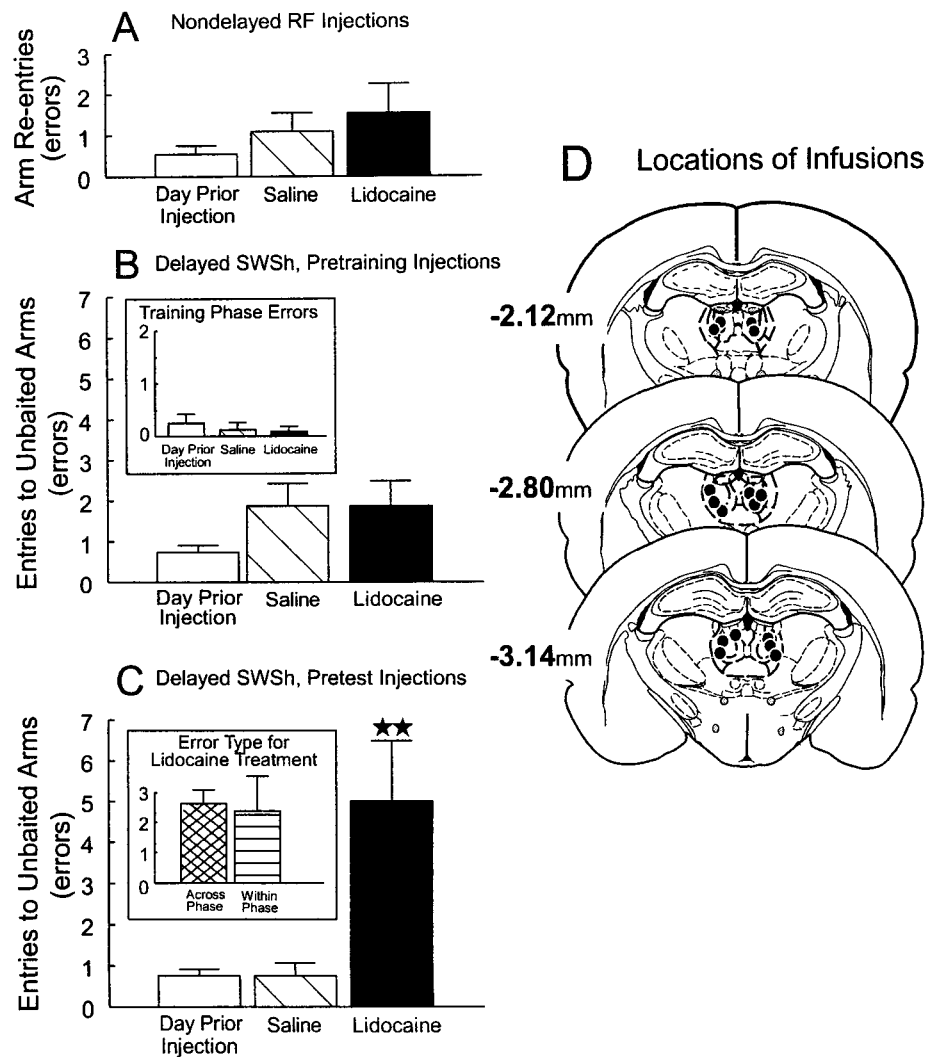 A Nondelayed RF Injections
Arm Re-entries
(errors)
3
2
1
0
Day Prior
Injection
Saline
Lidocaine
B Delayed SWSh, Pretraining Injections
Entries to Unbaited Arms
(errors)
7
6
5
4
3
2
1
0
Training Phase Errors
2
1
0
Day Prior
Injection
Saline
Lidocaine
Day Prior
Injection
Saline
Lidocaine
C Delayed SWSh, Pretest Injections
Entries to Unbaited Arms
(errors)
7
6
5
4
3
2
1
0
★★
Error Type for
Lidocaine Treatment
3
2
1
0
Across
Phase
Within
Phase
Day Prior
Injection
Saline
Lidocaine
D Locations of Infusions
-2.12mm
-2.80mm
-3.14mm